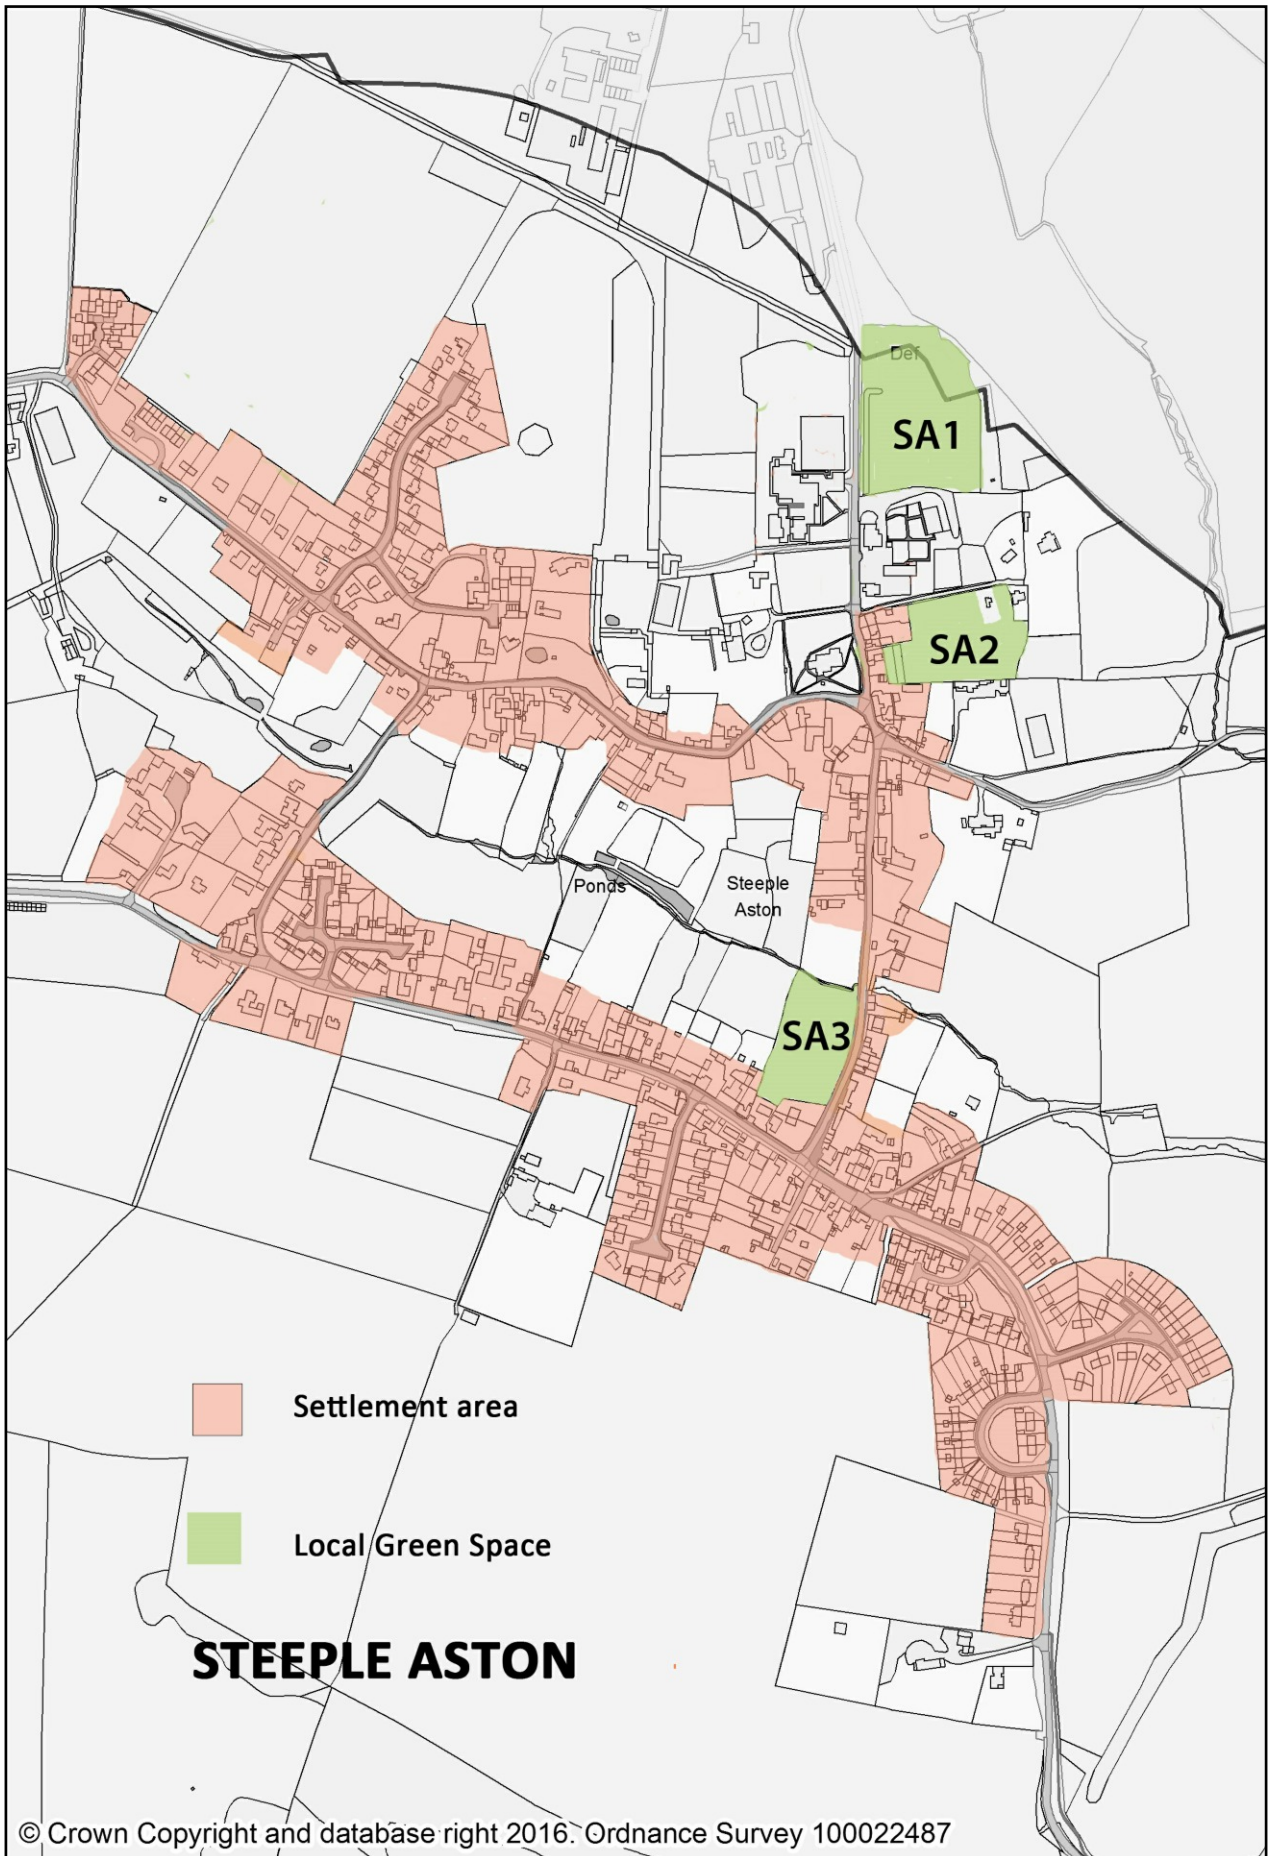 Def
SA1
SA2
Ponds
Steeple
Aston
SA3
Settlement area
Local Green Space
STEEPLE ASTON
© Crown Copyright and database right 2016. Ordnance Survey 100022487